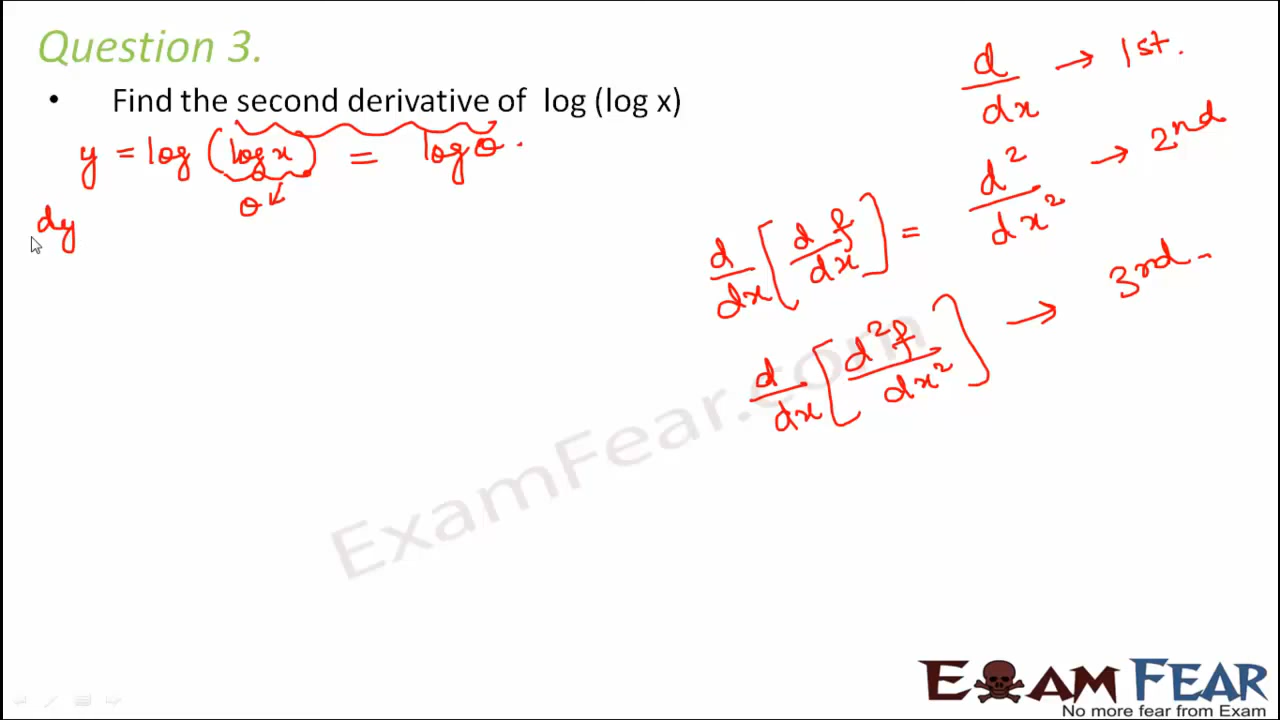 Question 3.
• Find the second derivative of log (log x)
y = log (log x) = log θ.
θ
dy
d/dx → 1st.
d²/dx² → 2nd
d/dx [df/dx] =
d/dx [d²f/dx²] → 3rd
ExamFear.com
EXAM FEAR
No more fear from Exam